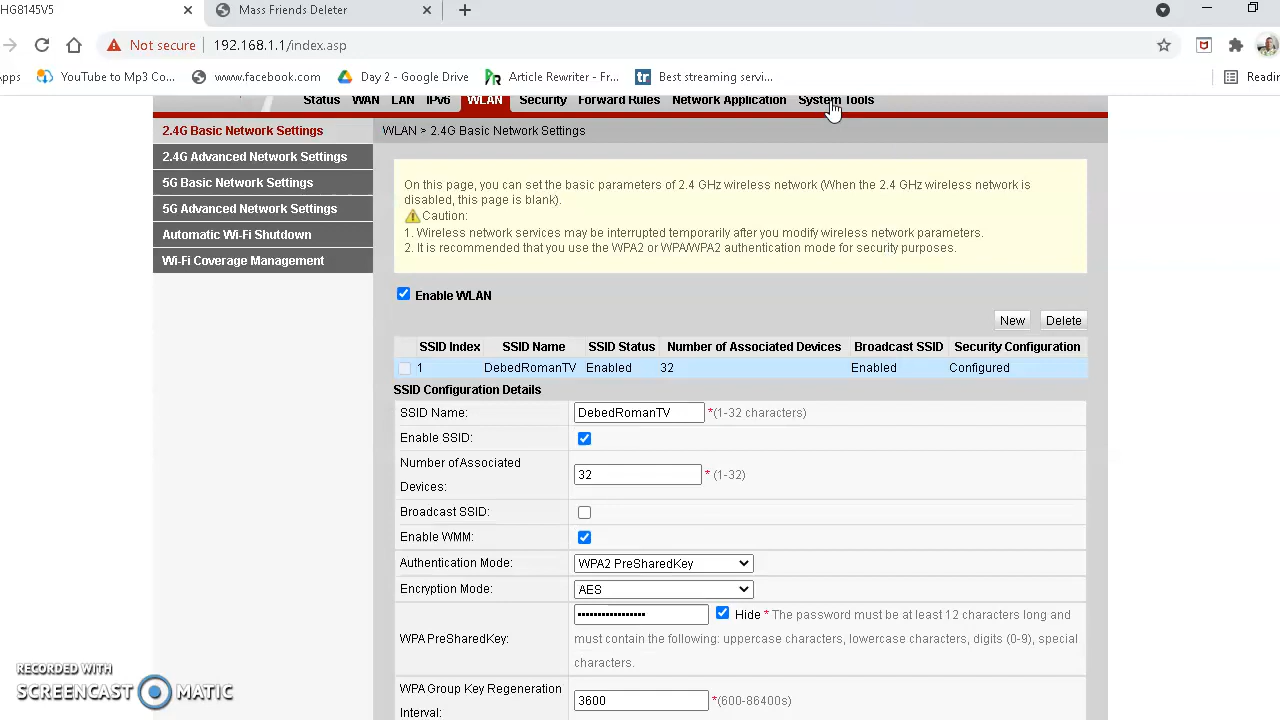 HG8145V5
Mass Friends Deleter
Not secure
192.168.1.1/index.asp
pps
YouTube to Mp3 Co...
www.facebook.com
Day 2 - Google Drive
Article Rewriter - Fr...
Best streaming servi...
Readin
Status WAN LAN IPv6 WLAN Security Forward Rules Network Application System Tools
2.4G Basic Network Settings
WLAN > 2.4G Basic Network Settings
2.4G Advanced Network Settings
5G Basic Network Settings
5G Advanced Network Settings
Automatic Wi-Fi Shutdown
Wi-Fi Coverage Management
On this page, you can set the basic parameters of 2.4 GHz wireless network (When the 2.4 GHz wireless network is
disabled, this page is blank).
Caution:
1. Wireless network services may be interrupted temporarily after you modify wireless network parameters.
2. It is recommended that you use the WPA2 or WPA/WPA2 authentication mode for security purposes.
Enable WLAN
New Delete
SSID Index SSID Name SSID Status Number of Associated Devices Broadcast SSID Security Configuration
1 DebedRomanTV Enabled 32 Enabled Configured
SSID Configuration Details
SSID Name: DebedRomanTV *(1-32 characters)
Enable SSID:
Number of Associated
Devices:
32 * (1-32)
Broadcast SSID:
Enable WMM:
Authentication Mode: WPA2 PreSharedKey
Encryption Mode: AES
WPA PreSharedKey:
•••••••••••••••• Hide * The password must be at least 12 characters long and
must contain the following: uppercase characters, lowercase characters, digits (0-9), special
characters.
WPA Group Key Regeneration
Interval:
3600 *(600-86400s)
RECORDED WITH
SCREENCAST MATIC